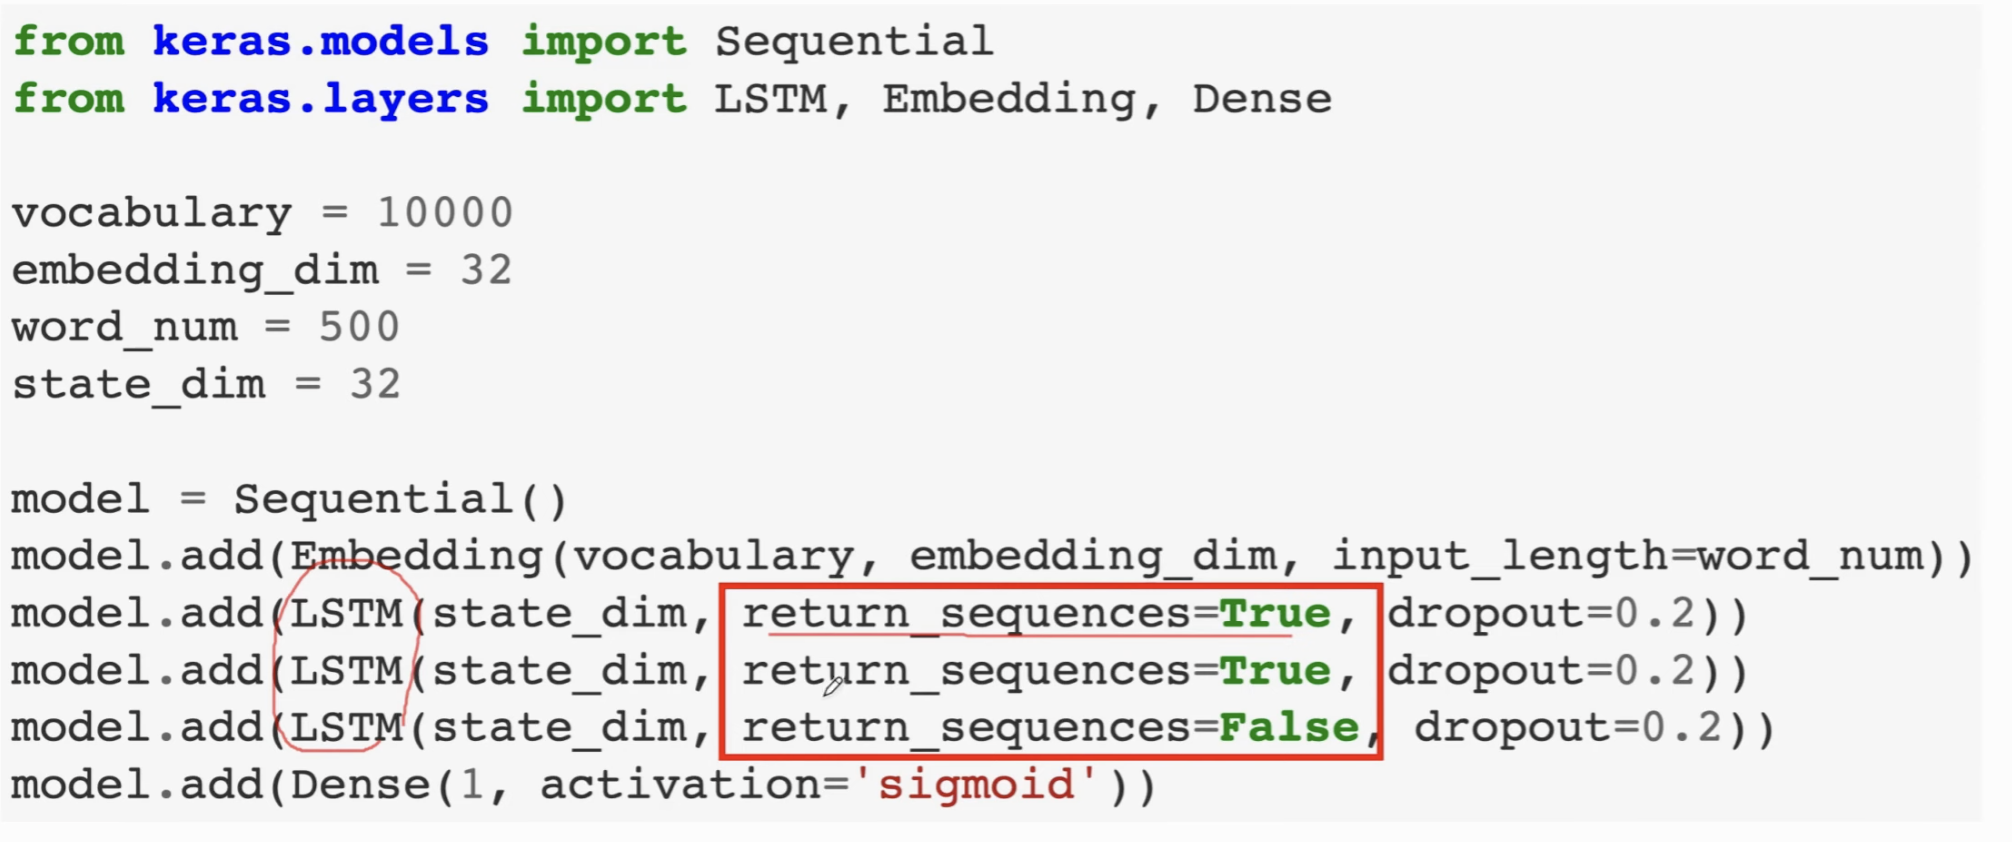 from keras.models import Sequential
from keras.layers import LSTM, Embedding, Dense
vocabulary = 10000
embedding_dim = 32
word_num = 500
state_dim = 32
model = Sequential()
model.add(Embedding(vocabulary, embedding_dim, input_length=word_num))
model.add(LSTM(state_dim, return_sequences=True, dropout=0.2))
model.add(LSTM(state_dim, return_sequences=True, dropout=0.2))
model.add(LSTM(state_dim, return_sequences=False, dropout=0.2))
model.add(Dense(1, activation='sigmoid'))